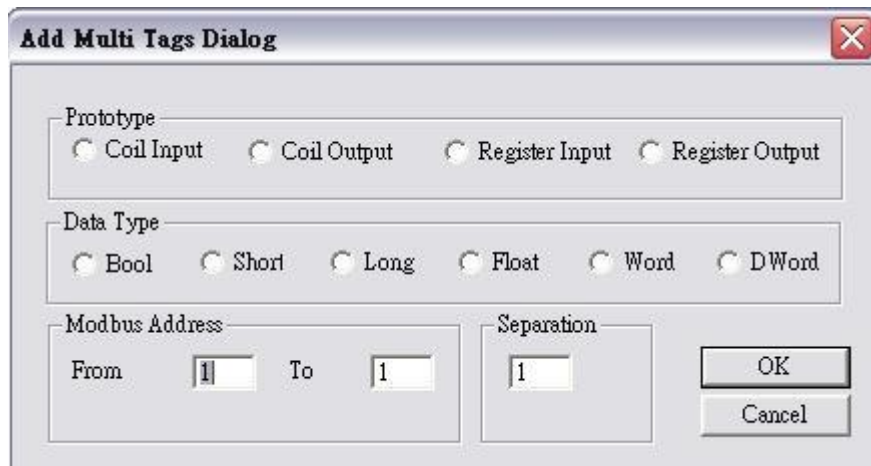 Add Multi Tags Dialog
Prototype
Coil Input Coil Output Register Input Register Output
Data Type
Bool Short Long Float Word DWord
Modbus Address Separation
From 1 To 1 1 OK
Cancel